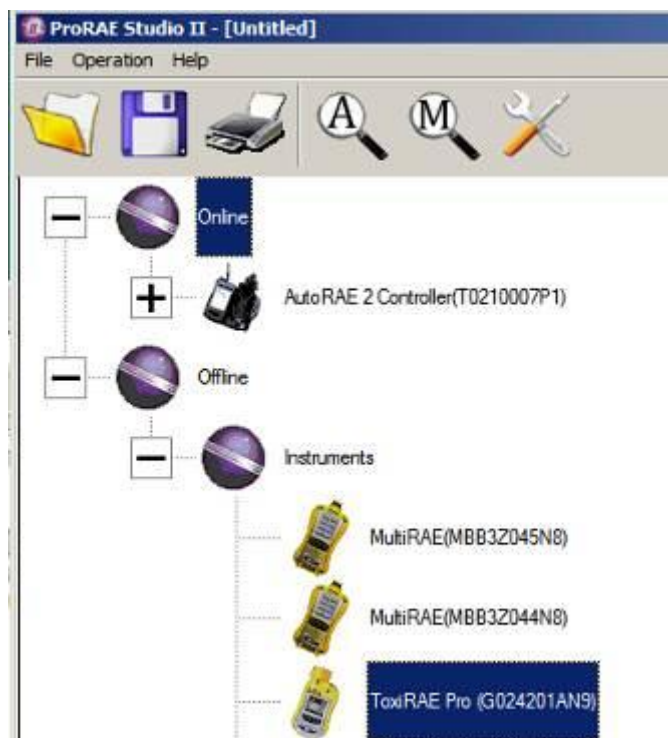 ProRAE Studio II - [Untitled]
File Operation Help
A M
Online
AutoRAE 2 Controller(T0210007P1)
Offline
Instruments
MultiRAE(MBB3Z045N8)
MultiRAE(MBB3Z044N8)
ToxiRAE Pro (G024201AN9)